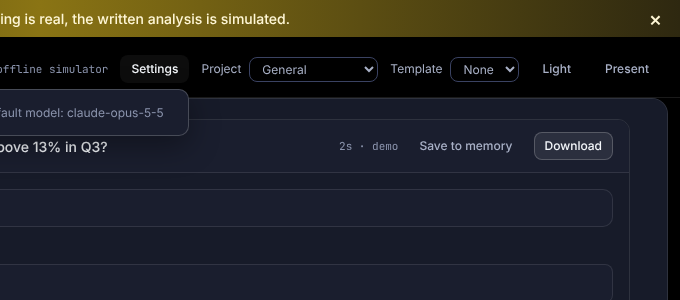 ing is real, the written analysis is simulated. ×
offline simulator Settings Project General Template None Light Present
fault model: claude-opus-5-5
bove 13% in Q3? 2s · demo Save to memory Download